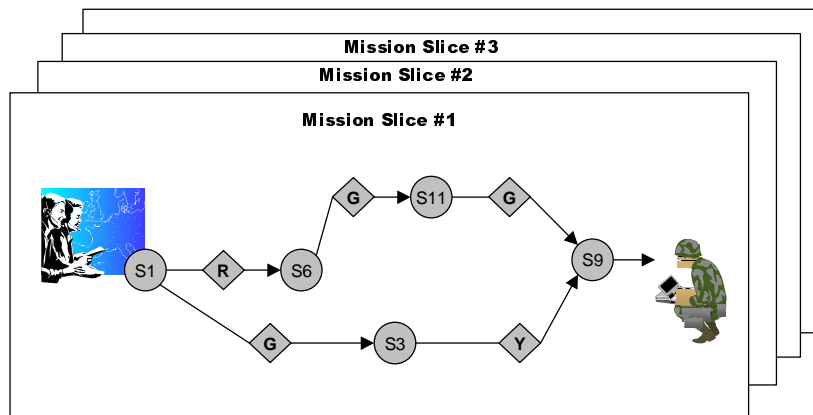 Mission Slice #3
Mission Slice #2
Mission Slice #1
G
S11
G
S1
R
S6
S9
G
S3
Y